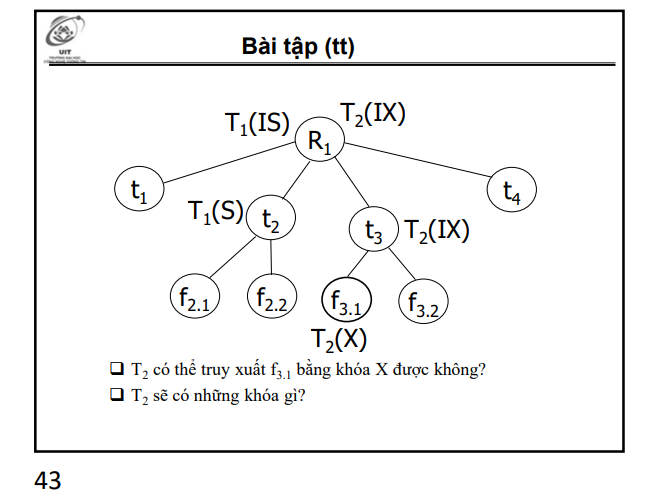 UIT
Bài tập (tt)
T₁(IS)
T₂(IX)
R₁
t₁
T₁(S)
t₂
t₃
T₂(IX)
t₄
f₂.₁
f₂.₂
f₃.₁
f₃.₂
T₂(X)
❑ T₂ có thể truy xuất f₃.₁ bằng khóa X được không?
❑ T₂ sẽ có những khóa gì?
43